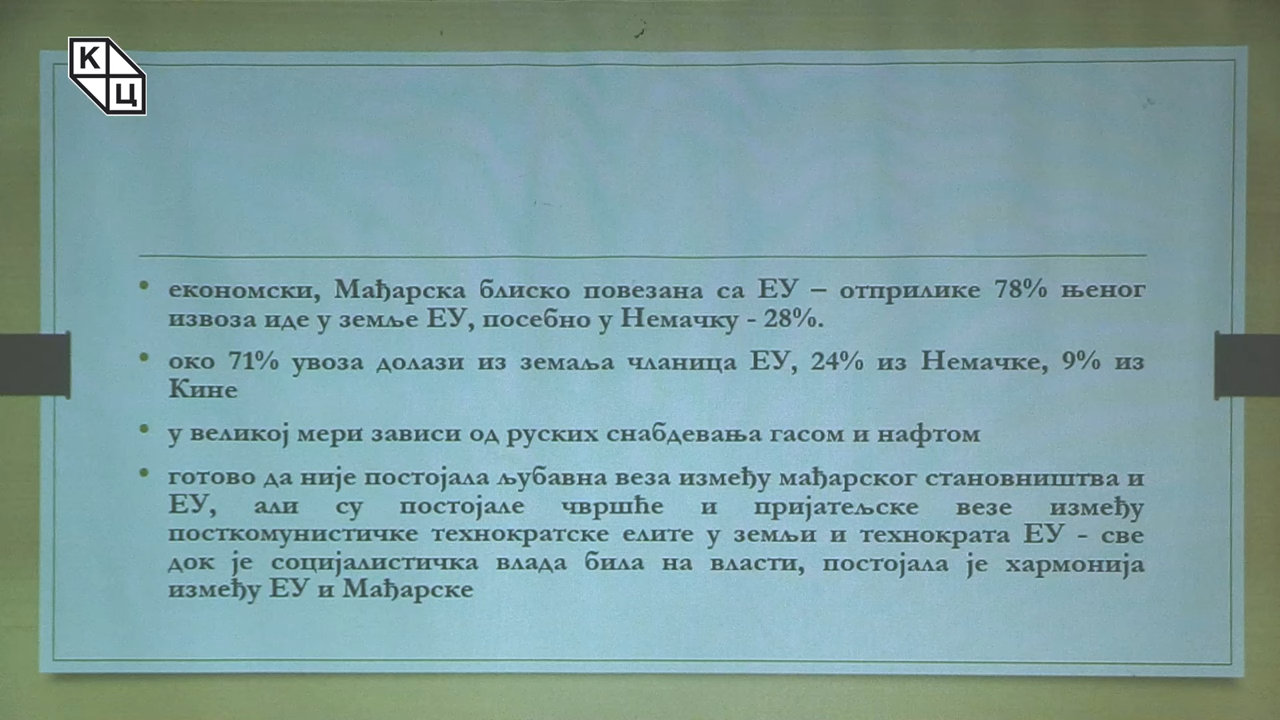 К
Ц
економски, Мађарска блиско повезана са ЕУ – отприлике 78% њеног
извоза иде у земље ЕУ, посебно у Немачку - 28%.
око 71% увоза долази из земаља чланица ЕУ, 24% из Немачке, 9% из
Кине
у великој мери зависи од руских снабдевања гасом и нафтом
готово да није постојала љубавна веза између мађарског становништва и
ЕУ, али су постојале чвршће и пријатељске везе између
посткомунистичке технократске елите у земљи и технократа ЕУ - све
док је социјалистичка влада била на власти, постојала је хармонија
између ЕУ и Мађарске